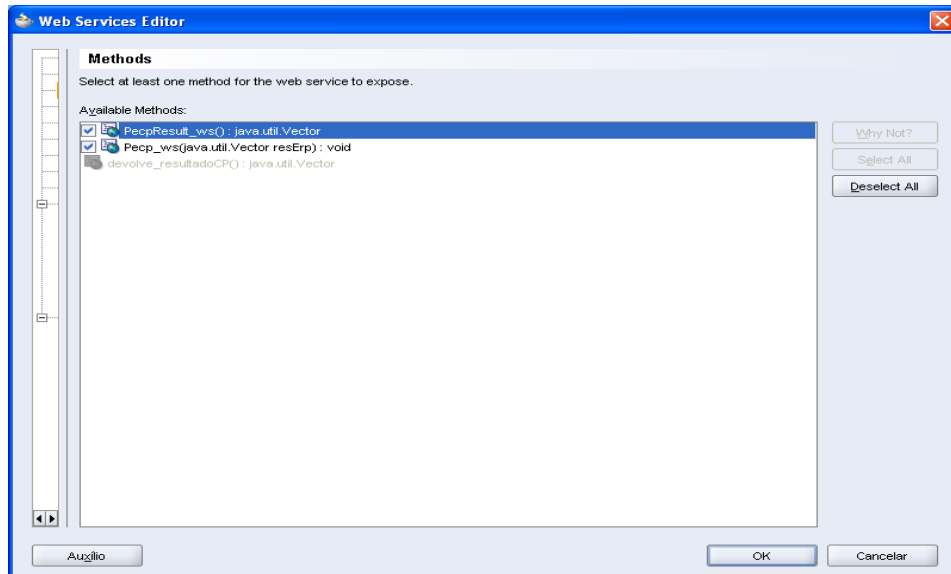 Web Services Editor
Methods
Select at least one method for the web service to expose.
Available Methods:
PecpResult_ws() : java.util.Vector
Pecp_ws(java.util.Vector resErp) : void
devolve_resultadoCP() : java.util.Vector
Why Not?
Select All
Deselect All
Auxílio
OK
Cancelar